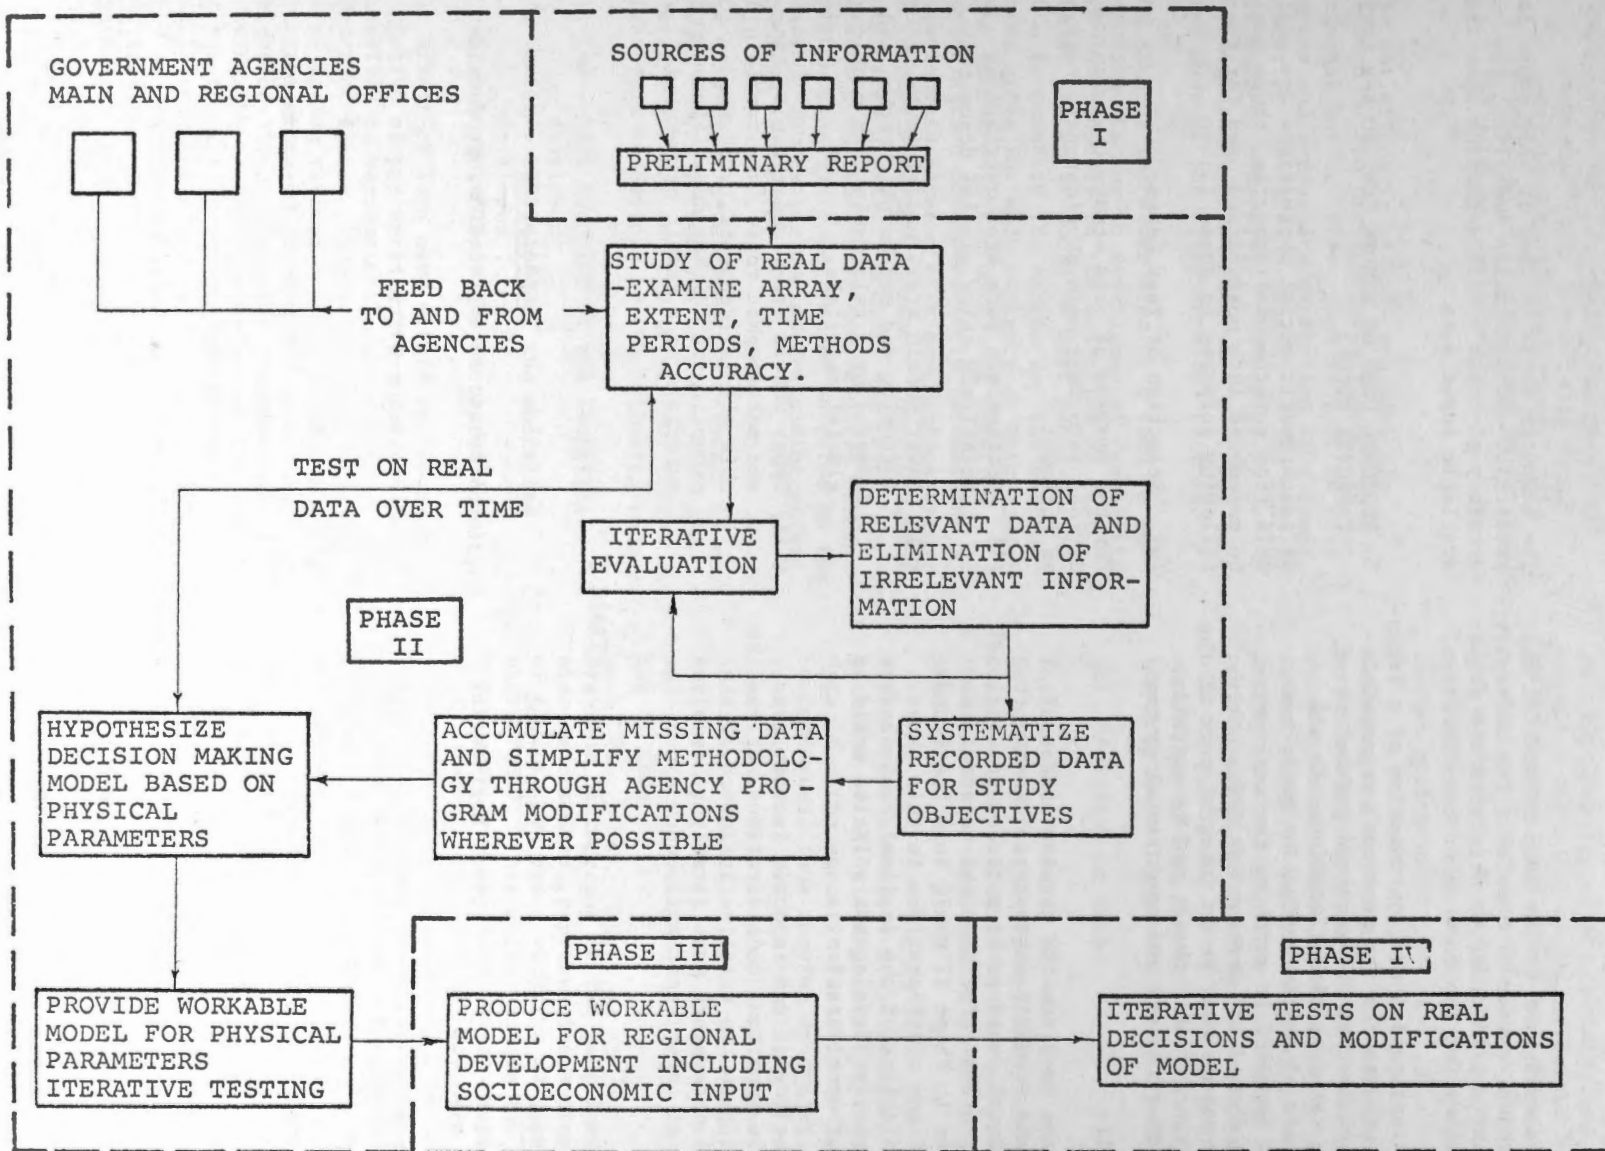 GOVERNMENT AGENCIES
MAIN AND REGIONAL OFFICES
SOURCES OF INFORMATION
PHASE
I
PRELIMINARY REPORT
STUDY OF REAL DATA
-EXAMINE ARRAY,
EXTENT, TIME
PERIODS, METHODS
ACCURACY.
FEED BACK
TO AND FROM
AGENCIES
TEST ON REAL
DATA OVER TIME
ITERATIVE
EVALUATION
DETERMINATION OF
RELEVANT DATA AND
ELIMINATION OF
IRRELEVANT INFOR-
MATION
PHASE
II
HYPOTHESIZE
DECISION MAKING
MODEL BASED ON
PHYSICAL
PARAMETERS
ACCUMULATE MISSING DATA
AND SIMPLIFY METHODOLO-
GY THROUGH AGENCY PRO-
GRAM MODIFICATIONS
WHEREVER POSSIBLE
SYSTEMATIZE
RECORDED DATA
FOR STUDY
OBJECTIVES
PHASE III
PHASE IV
PROVIDE WORKABLE
MODEL FOR PHYSICAL
PARAMETERS
ITERATIVE TESTING
PRODUCE WORKABLE
MODEL FOR REGIONAL
DEVELOPMENT INCLUDING
SOCIOECONOMIC INPUT
ITERATIVE TESTS ON REAL
DECISIONS AND MODIFICATIONS
OF MODEL